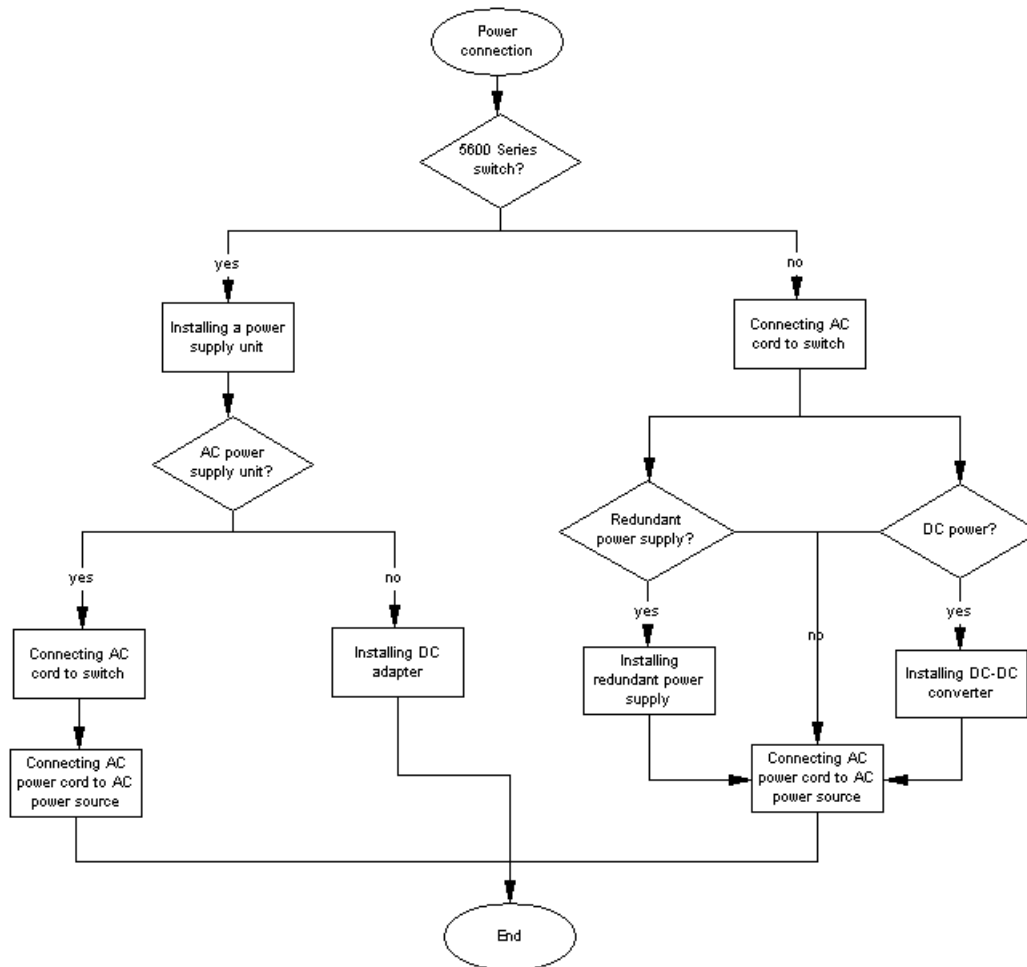 Power
connection
5600 Series
switch?
yes
no
Installing a power
supply unit
Connecting AC
cord to switch
AC power
supply unit?
Redundant
power supply?
DC power?
yes
no
yes
no
yes
Connecting AC
cord to switch
Installing DC
adapter
Installing
redundant power
supply
Installing DC-DC
converter
Connecting AC
power cord to AC
power source
Connecting AC
power cord to AC
power source
End